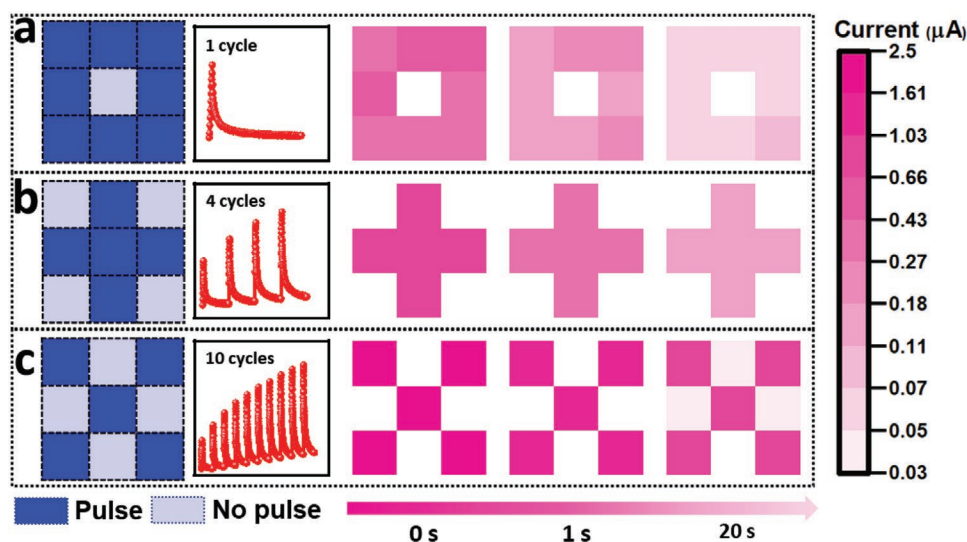 a
1 cycle
b
4 cycles
c
10 cycles
Pulse
No pulse
0 s
1 s
20 s
Current (μA)
2.5
1.61
1.03
0.66
0.43
0.27
0.18
0.11
0.07
0.05
0.03